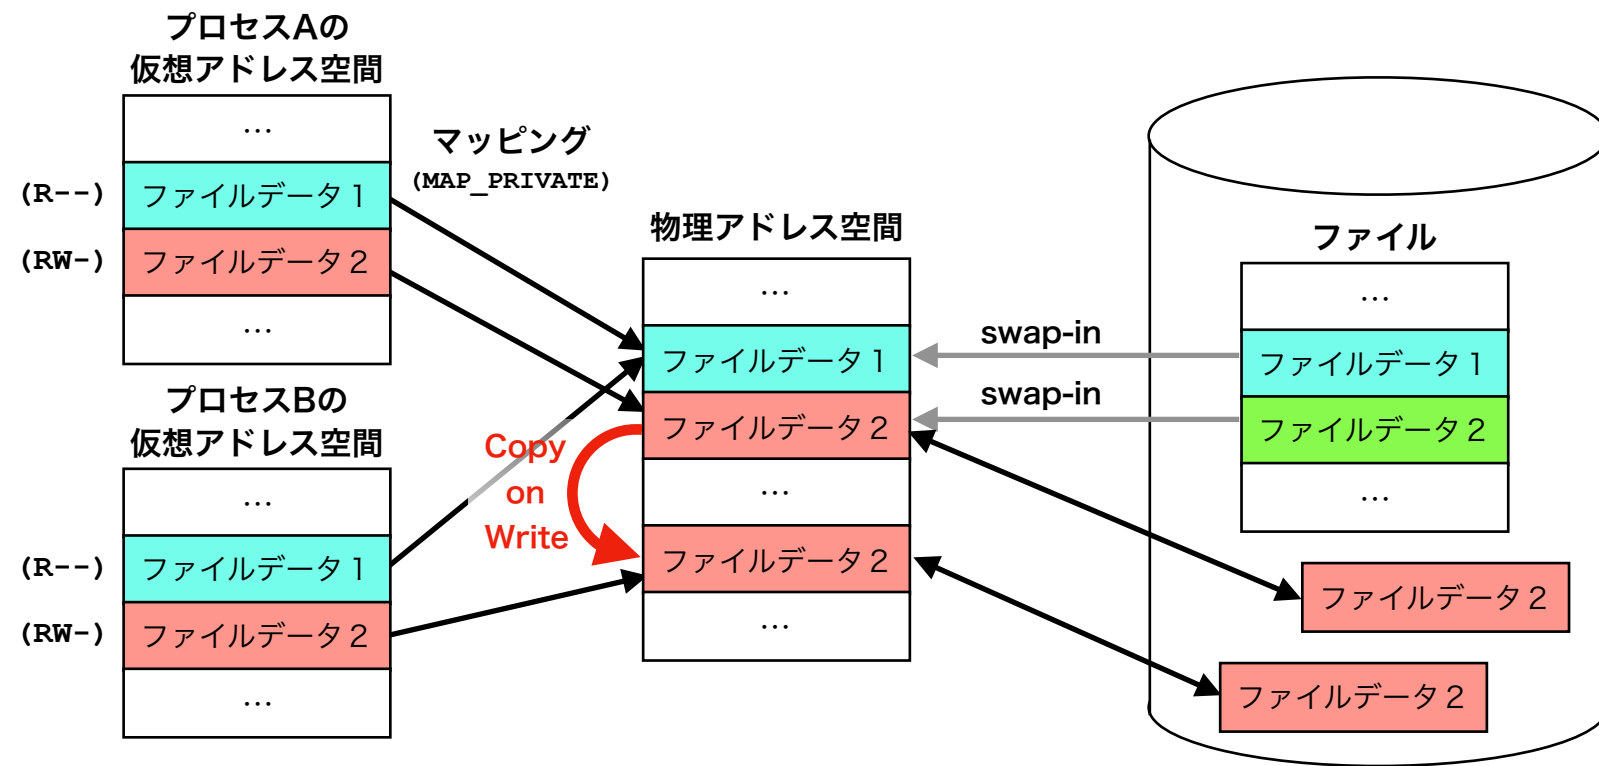 プロセスAの
仮想アドレス空間
…
(R--)
ファイルデータ1
(RW-)
ファイルデータ2
…
マッピング
(MAP_PRIVATE)
プロセスBの
仮想アドレス空間
…
(R--)
ファイルデータ1
(RW-)
ファイルデータ2
…
Copy
on
Write
物理アドレス空間
…
ファイルデータ1
ファイルデータ2
…
ファイルデータ2
…
swap-in
swap-in
ファイル
…
ファイルデータ1
ファイルデータ2
…
ファイルデータ2
ファイルデータ2